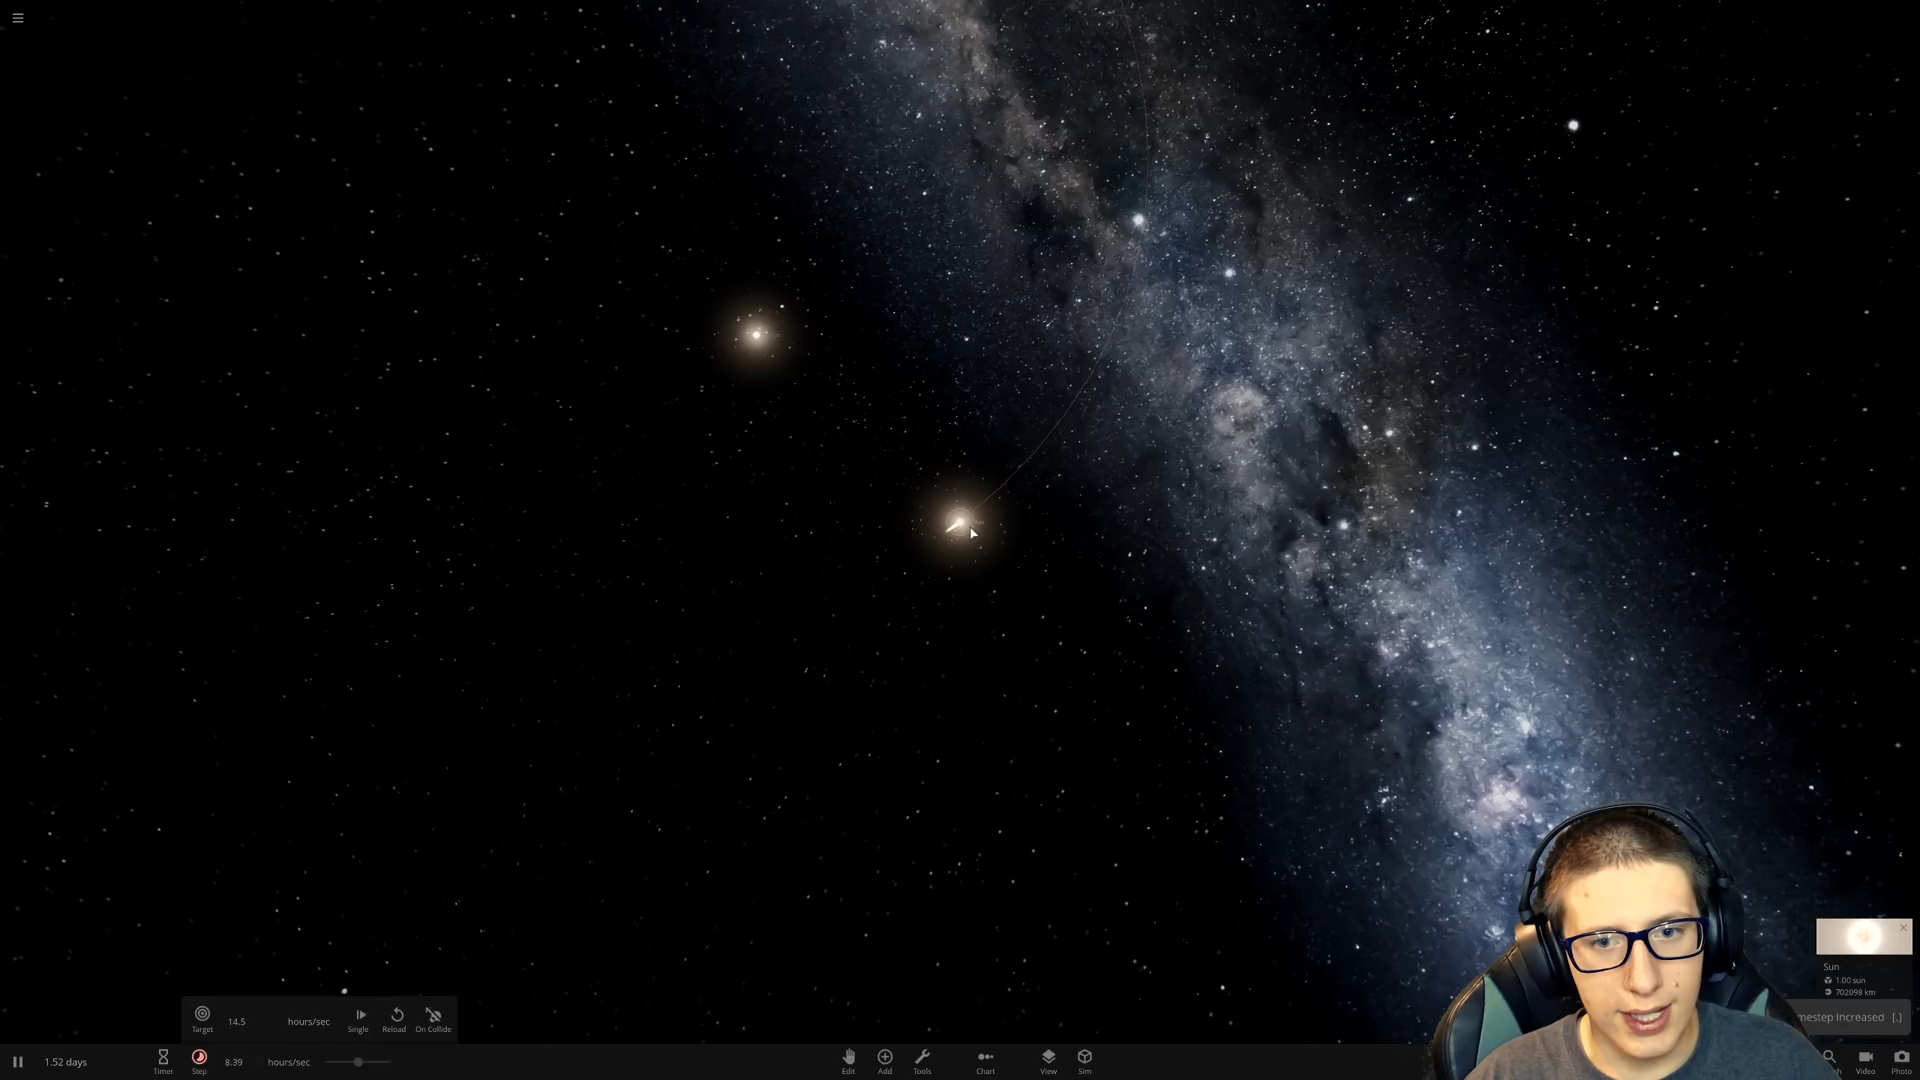 Sun
1.00 sun
702098 km
mestep Increased [.]
Target
14.5
hours/sec
Single
Reload
On Collide
1.52 days
Timer
Step
8.39
hours/sec
Edit
Add
Tools
Chart
View
Sim
Video
Photo